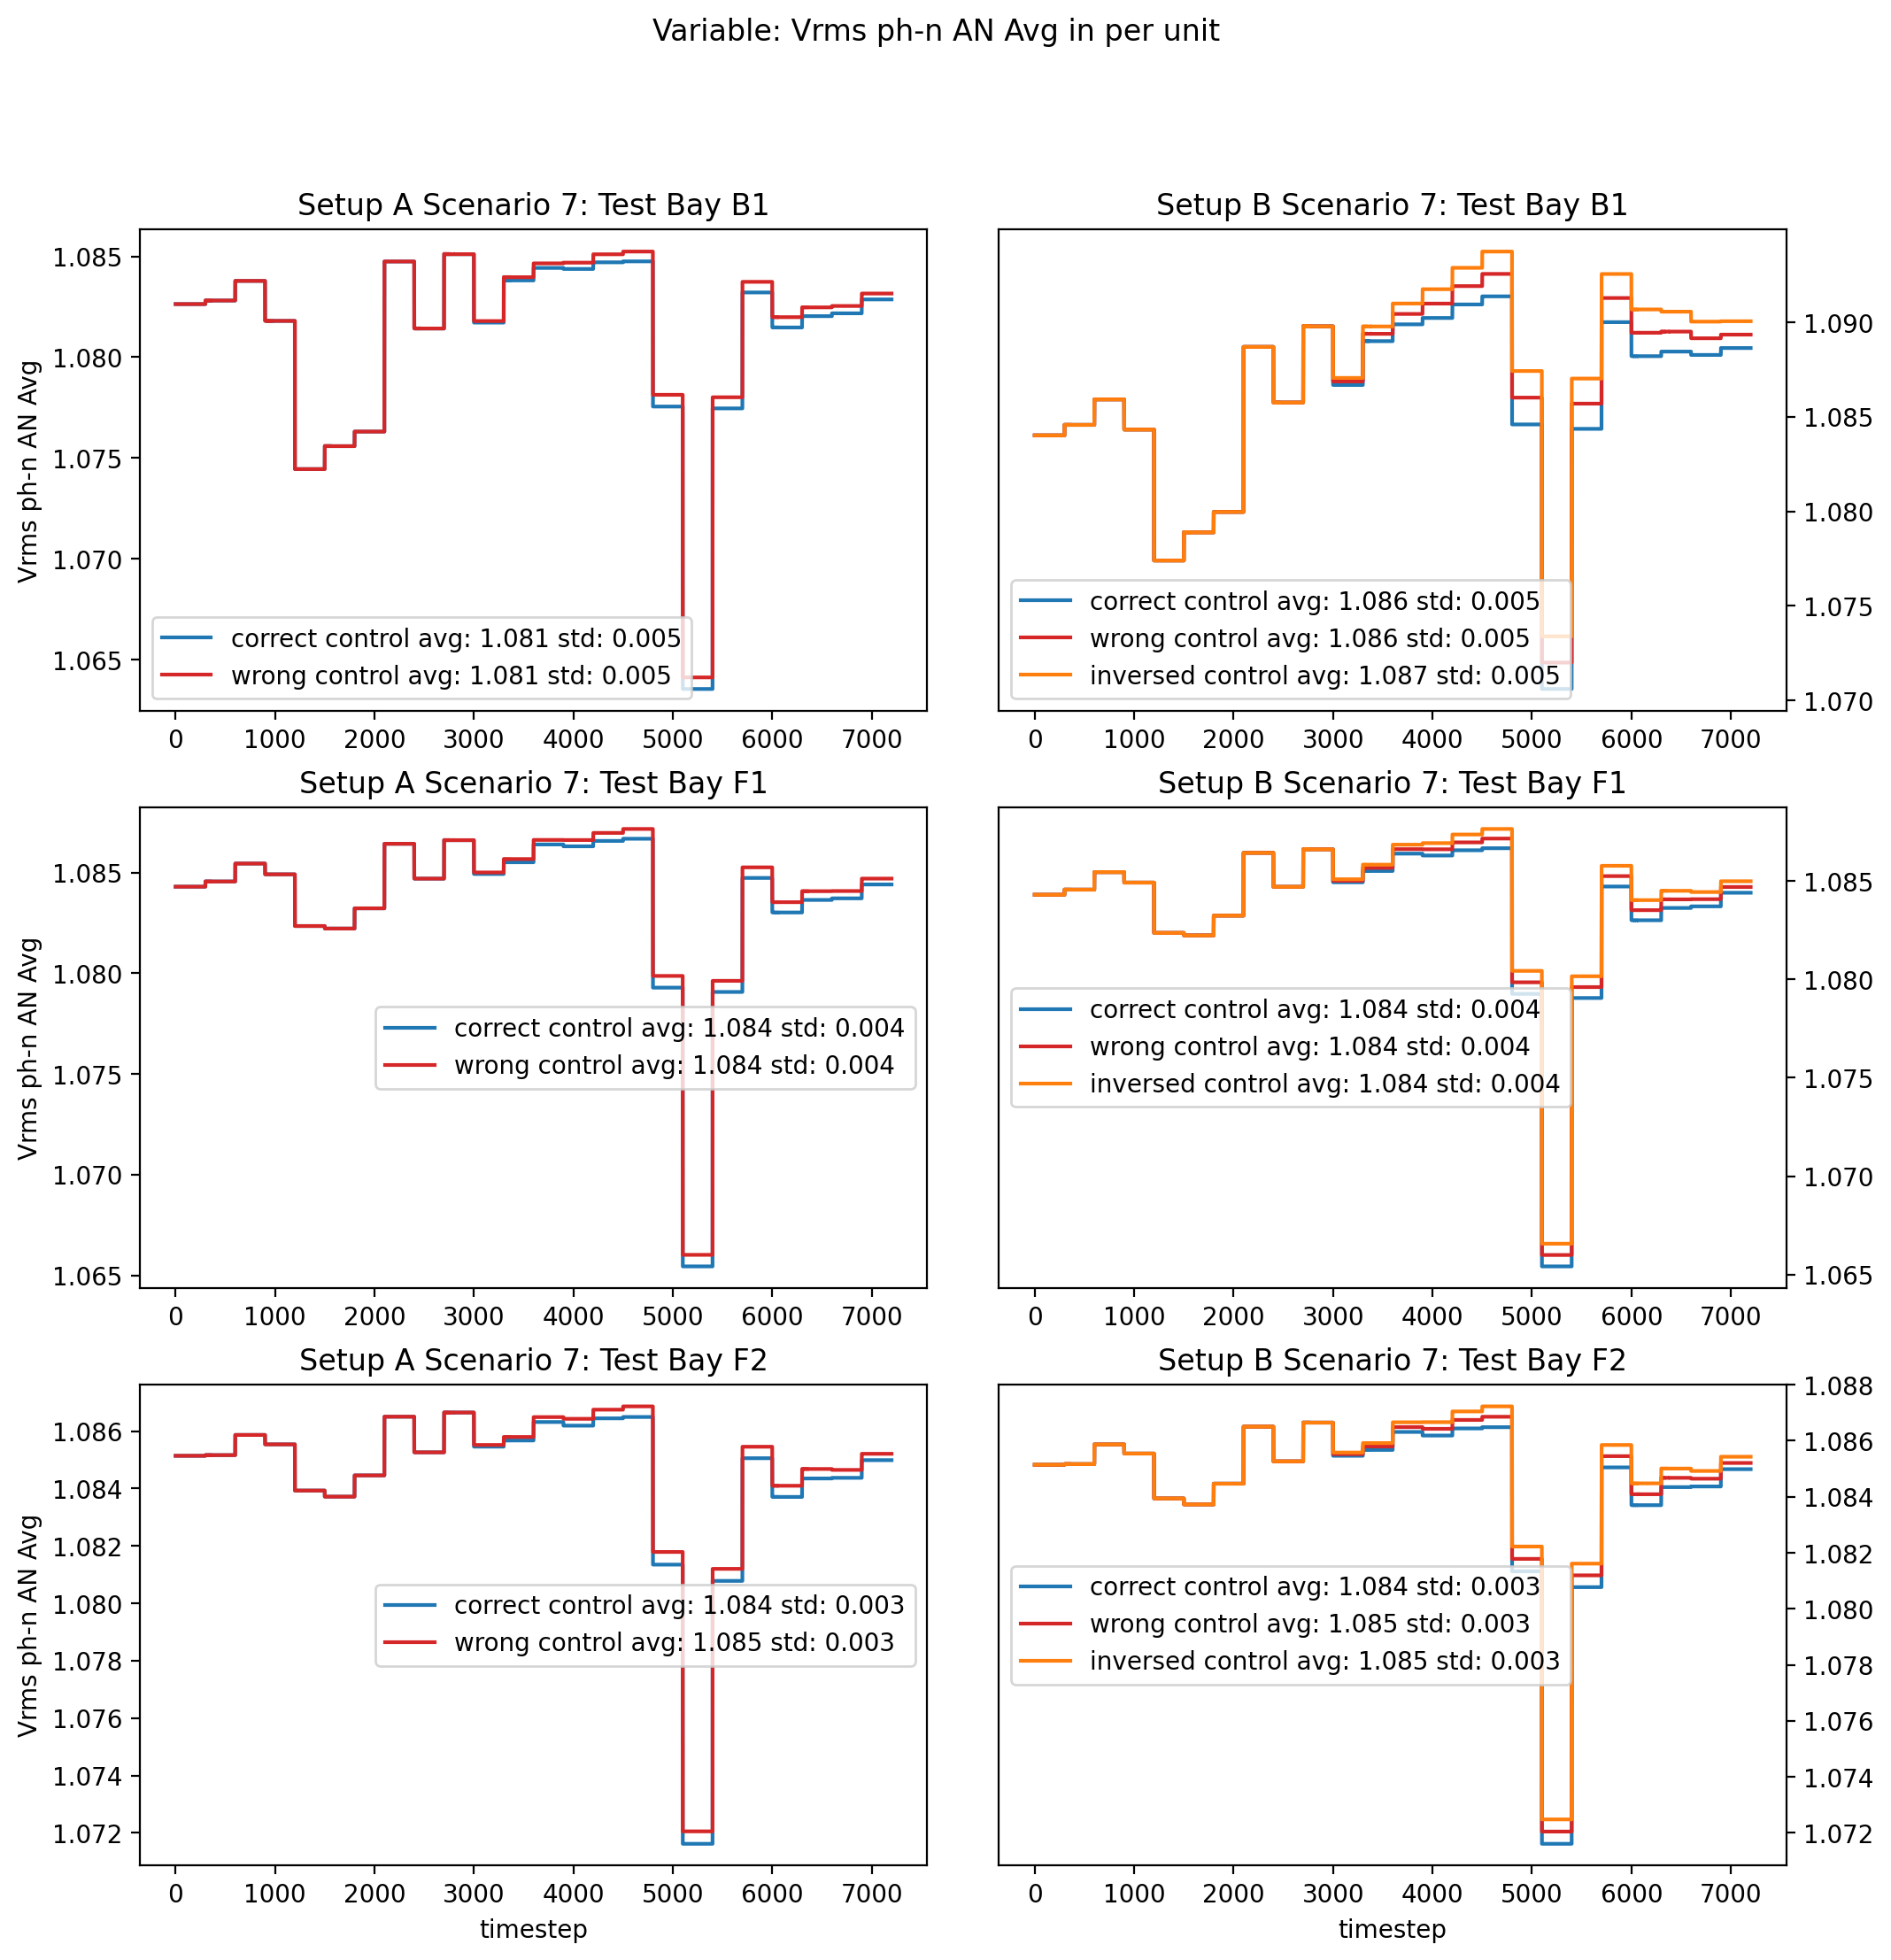 Variable: Vrms ph-n AN Avg in per unit
Setup A Scenario 7: Test Bay B1
Vrms ph-n AN Avg
1.085
1.080
1.075
1.070
1.065
correct control avg: 1.081 std: 0.005
wrong control avg: 1.081 std: 0.005
0 1000 2000 3000 4000 5000 6000 7000
Setup B Scenario 7: Test Bay B1
1.090
1.085
1.080
1.075
1.070
correct control avg: 1.086 std: 0.005
wrong control avg: 1.086 std: 0.005
inversed control avg: 1.087 std: 0.005
0 1000 2000 3000 4000 5000 6000 7000
Setup A Scenario 7: Test Bay F1
Vrms ph-n AN Avg
1.085
1.080
1.075
1.070
1.065
correct control avg: 1.084 std: 0.004
wrong control avg: 1.084 std: 0.004
0 1000 2000 3000 4000 5000 6000 7000
Setup B Scenario 7: Test Bay F1
1.085
1.080
1.075
1.070
1.065
correct control avg: 1.084 std: 0.004
wrong control avg: 1.084 std: 0.004
inversed control avg: 1.084 std: 0.004
0 1000 2000 3000 4000 5000 6000 7000
Setup A Scenario 7: Test Bay F2
Vrms ph-n AN Avg
1.086
1.084
1.082
1.080
1.078
1.076
1.074
1.072
correct control avg: 1.084 std: 0.003
wrong control avg: 1.085 std: 0.003
0 1000 2000 3000 4000 5000 6000 7000
timestep
Setup B Scenario 7: Test Bay F2
1.088
1.086
1.084
1.082
1.080
1.078
1.076
1.074
1.072
correct control avg: 1.084 std: 0.003
wrong control avg: 1.085 std: 0.003
inversed control avg: 1.085 std: 0.003
0 1000 2000 3000 4000 5000 6000 7000
timestep